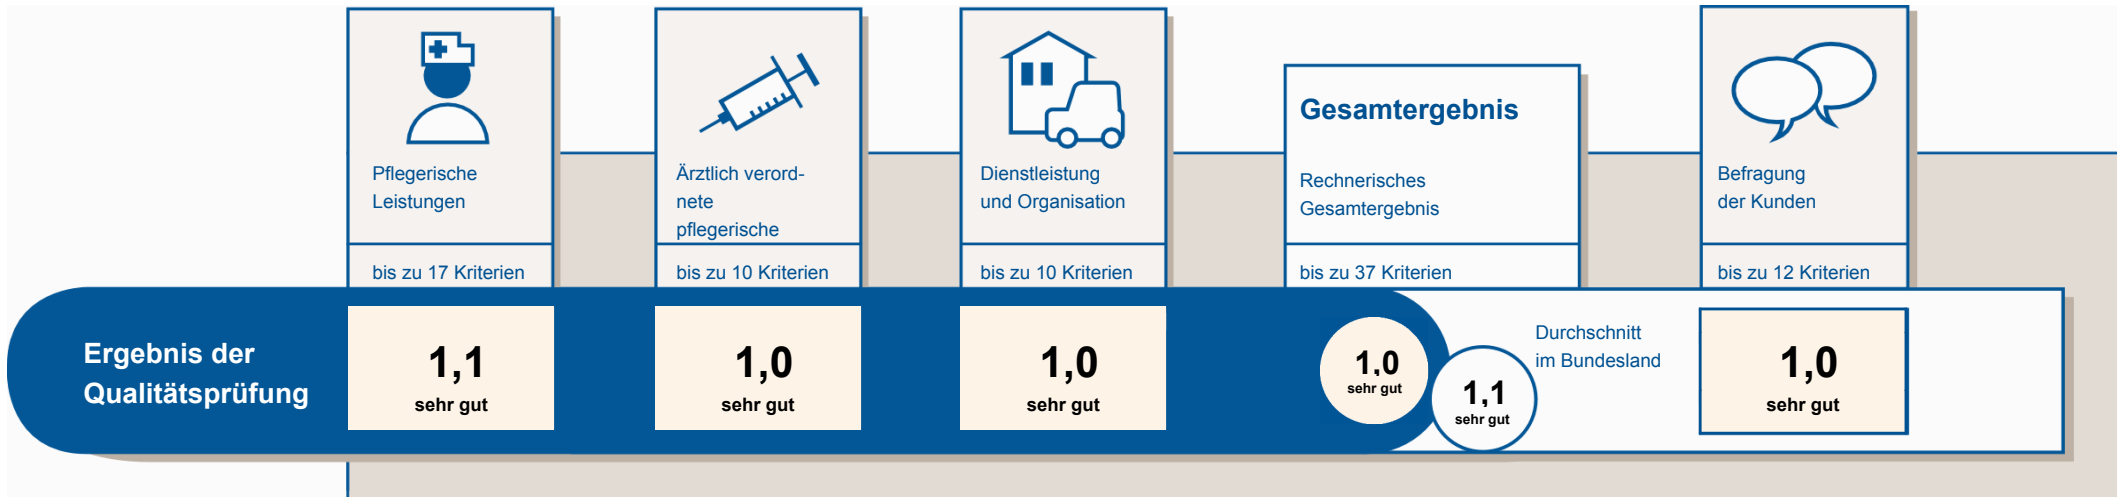 Pflegerische
Leistungen
bis zu 17 Kriterien
Ärztlich verord-
nete
pflegerische
bis zu 10 Kriterien
Dienstleistung
und Organisation
bis zu 10 Kriterien
Gesamtergebnis
Rechnerisches
Gesamtergebnis
bis zu 37 Kriterien
Befragung
der Kunden
bis zu 12 Kriterien
Ergebnis der
Qualitätsprüfung
1,1
sehr gut
1,0
sehr gut
1,0
sehr gut
1,0
sehr gut
1,1
sehr gut
Durchschnitt
im Bundesland
1,0
sehr gut